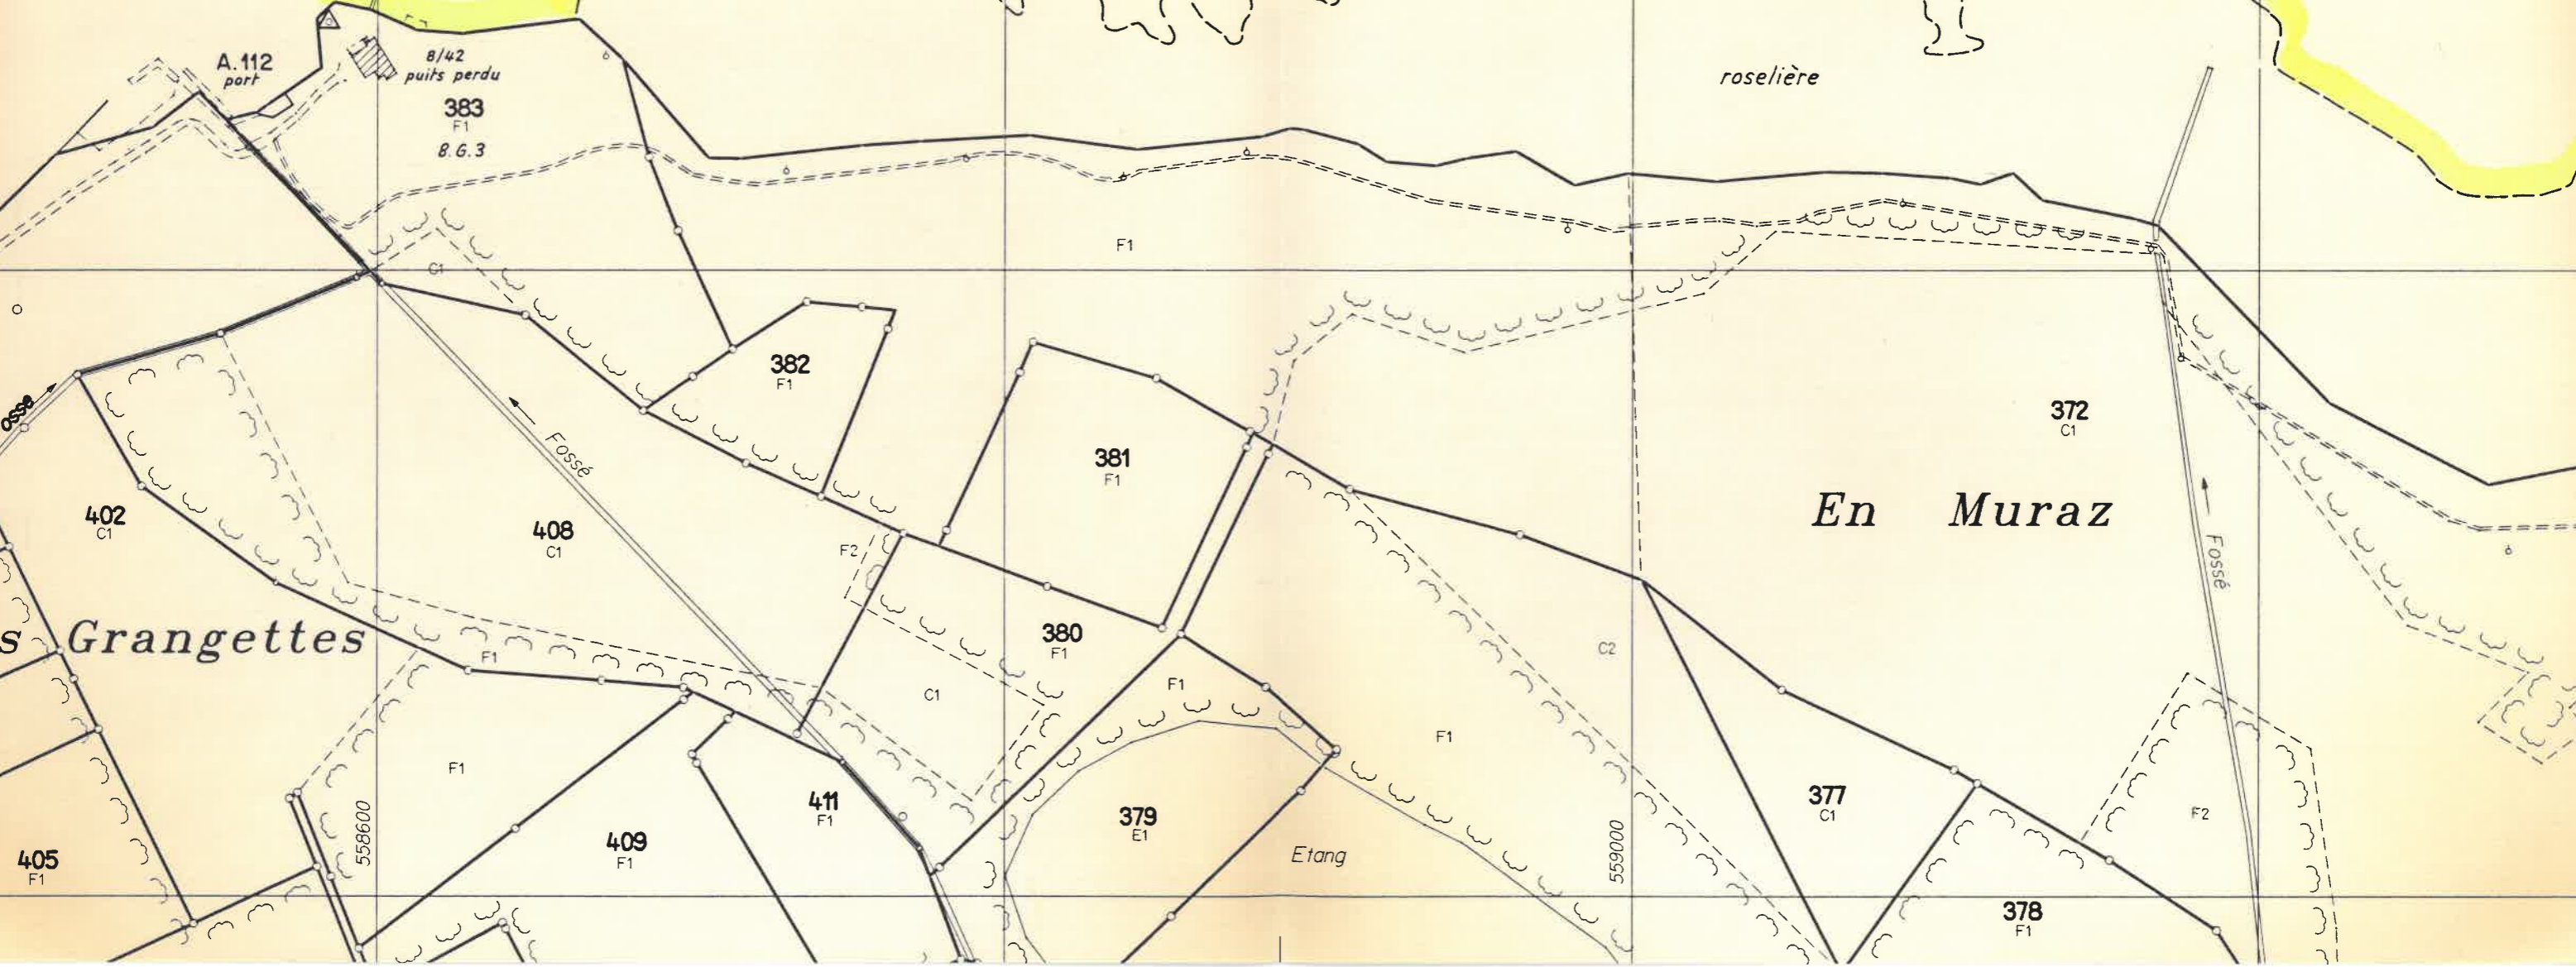 A.112
port
8/42
puits perdu
383
F1
8.G.3
roselière
C1
F1
382
F1
372
C1
Fossé
381
F1
En Muraz
402
C1
408
C1
F2
Fossé
s Grangettes
380
F1
F1
C1
F1
C2
F1
F1
411
F1
377
C1
F2
379
E1
409
F1
405
F1
558600
Etang
559000
378
F1
ossé